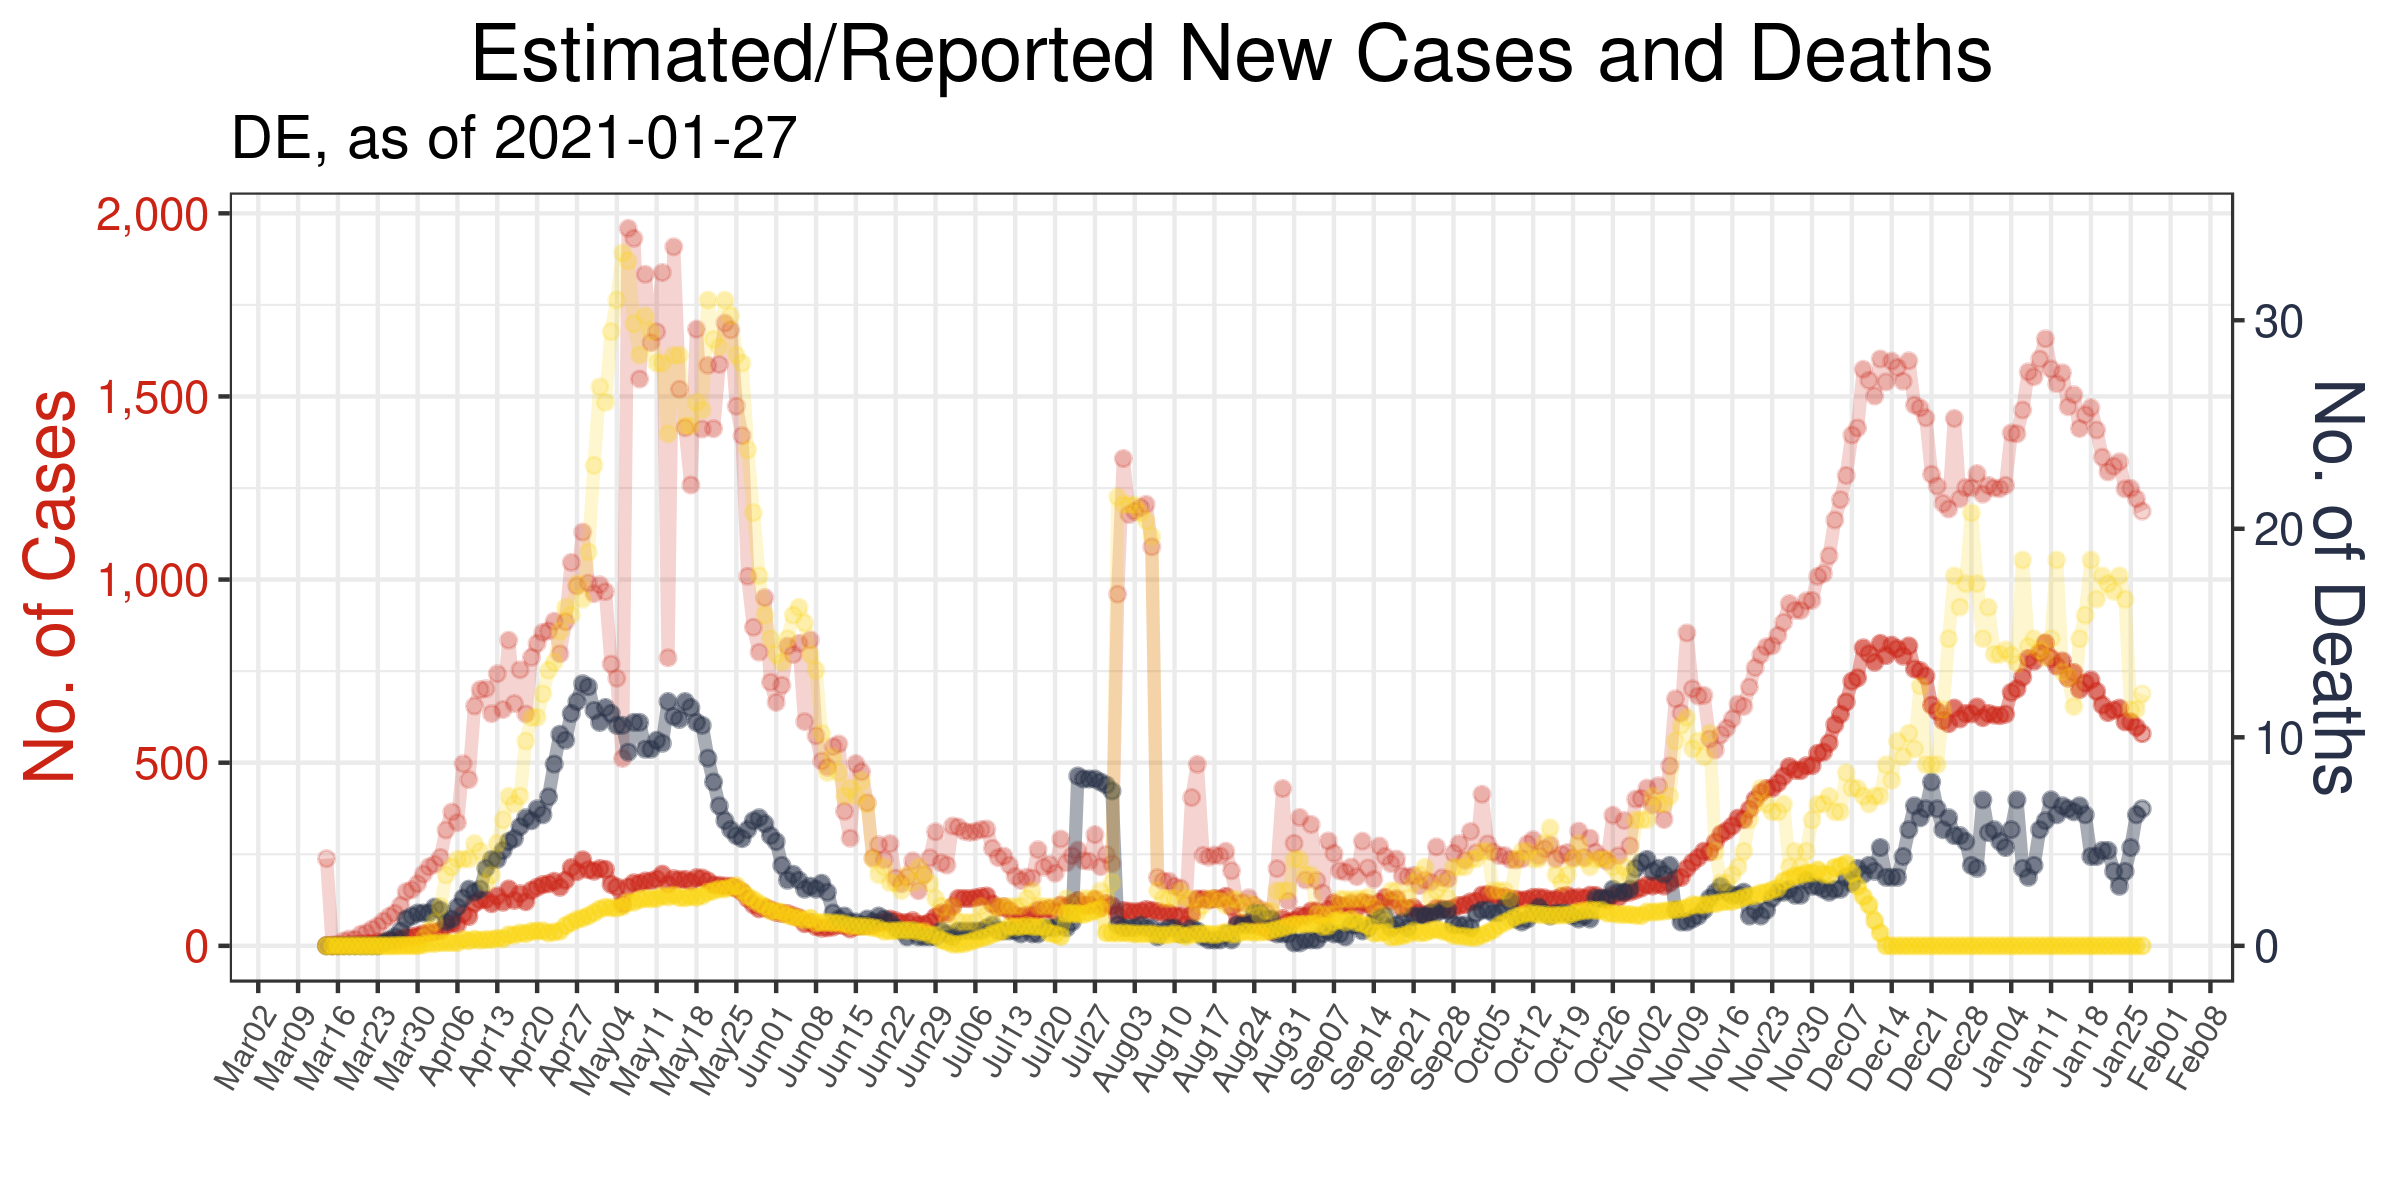 Estimated/Reported New Cases and Deaths
DE, as of 2021-01-27
No. of Cases
2,000
1,500
1,000
500
0
30
20
10
0
No. of Deaths
Mar02 Mar09 Mar16 Mar23 Mar30 Apr06 Apr13 Apr20 Apr27 May04 May11 May18 May25 Jun01 Jun08 Jun15 Jun22 Jun29 Jul06 Jul13 Jul20 Jul27 Aug03 Aug10 Aug17 Aug24 Aug31 Sep07 Sep14 Sep21 Sep28 Oct05 Oct12 Oct19 Oct26 Nov02 Nov09 Nov16 Nov23 Nov30 Dec07 Dec14 Dec21 Dec28 Jan04 Jan11 Jan18 Jan25 Feb01 Feb08